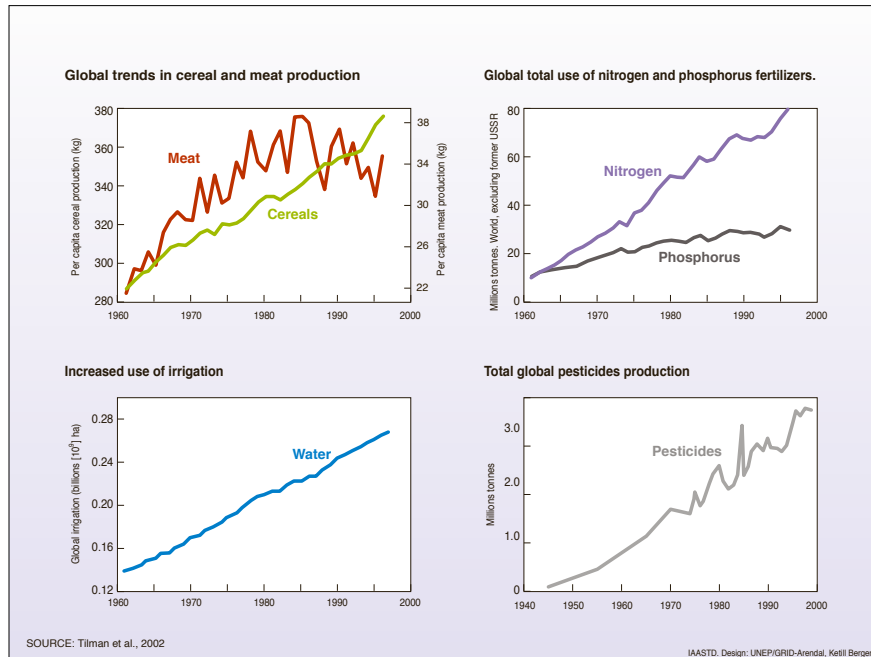 Global trends in cereal and meat production
Per capita cereal production (kg)
380
360
340
320
300
280
Meat
Cereals
38
34
30
26
22
Per capita meat production (kg)
1960 1970 1980 1990 2000
Global total use of nitrogen and phosphorus fertilizers.
Millions tonnes. World, excluding former USSR
80
60
40
20
0
Nitrogen
Phosphorus
1960 1970 1980 1990 2000
Increased use of irrigation
Global irrigation (billions [10⁹] ha)
0.28
0.24
0.20
0.16
0.12
Water
1960 1970 1980 1990 2000
Total global pesticides production
Millions tonnes
3.0
2.0
1.0
0
Pesticides
1940 1950 1960 1970 1980 1990 2000
SOURCE: Tilman et al., 2002
IAASTD. Design: UNEP/GRID-Arendal, Ketill Berger